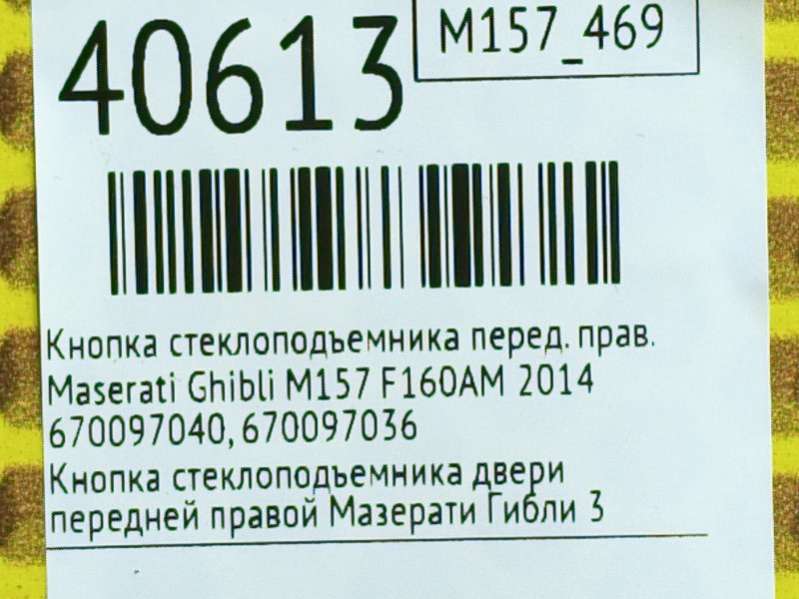 40613
M157_469
Кнопка стеклоподъемника перед. прав.
Maserati Ghibli M157 F160AM 2014
670097040, 670097036
Кнопка стеклоподъемника двери
передней правой Мазерати Гибли 3